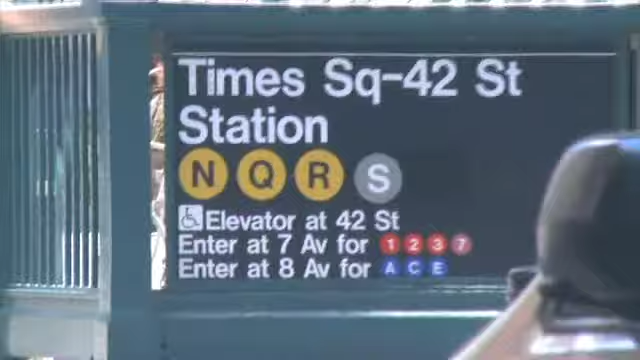 Times Sq-42 St
Station
N Q R S
Elevator at 42 St
Enter at 7 Av for 1 2 3 7
Enter at 8 Av for A C E